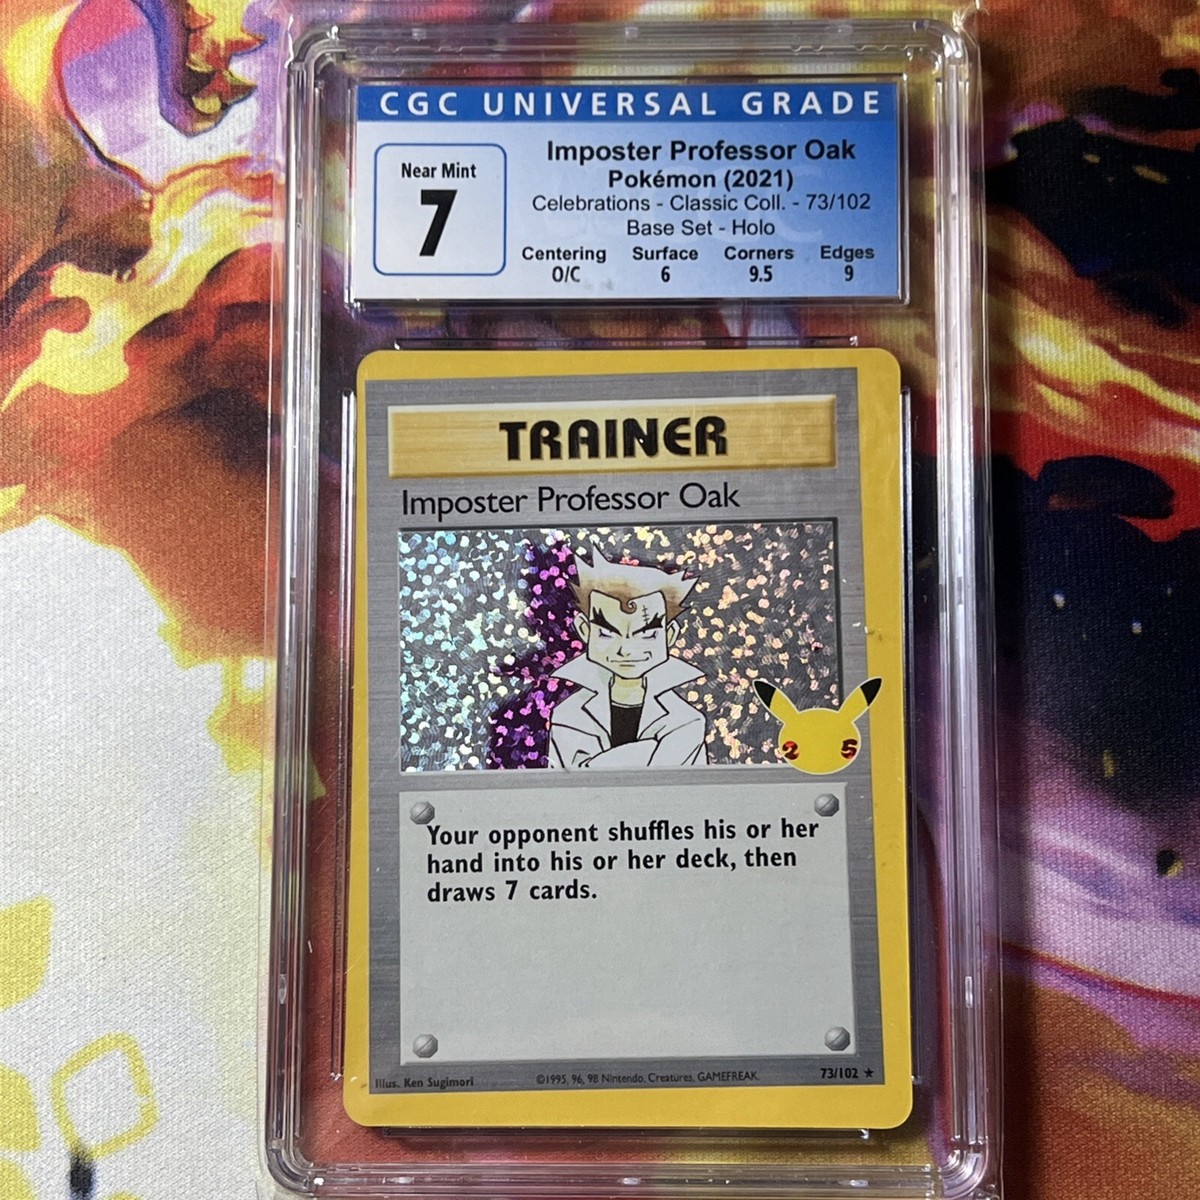 CGC UNIVERSAL GRADE
Near Mint
7
Imposter Professor Oak
Pokémon (2021)
Celebrations - Classic Coll. - 73/102
Base Set - Holo
Centering Surface Corners Edges
O/C 6 9.5 9
TRAINER
Imposter Professor Oak
2 5
Your opponent shuffles his or her
hand into his or her deck, then
draws 7 cards.
Illus. Ken Sugimori ©1995, 96, 98 Nintendo, Creatures, GAMEFREAK. 73/102 ★